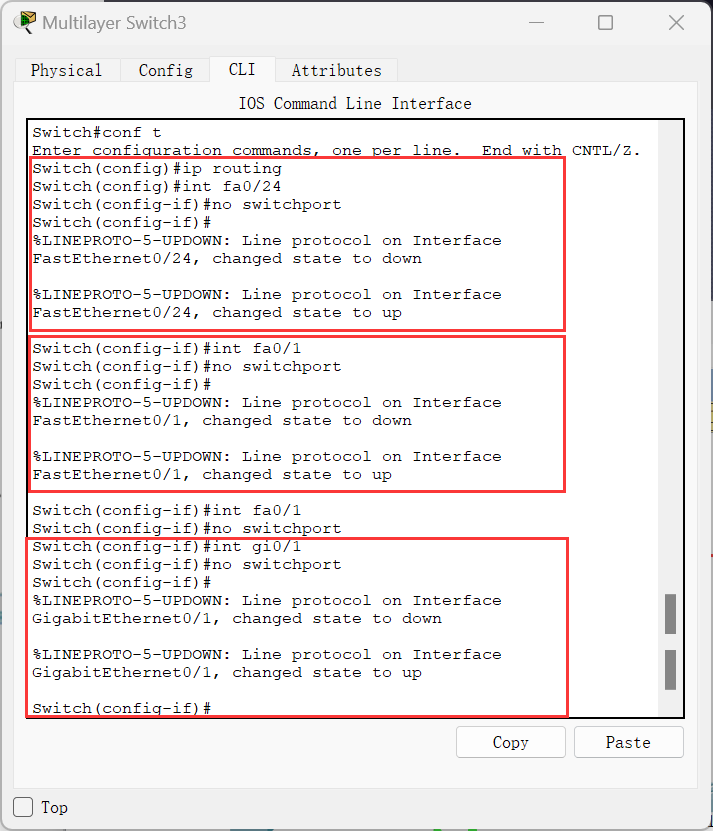 Multilayer Switch3
Physical Config CLI Attributes
IOS Command Line Interface
Switch#conf t
Enter configuration commands, one per line.  End with CNTL/Z.
Switch(config)#ip routing
Switch(config)#int fa0/24
Switch(config-if)#no switchport
Switch(config-if)#
%LINEPROTO-5-UPDOWN: Line protocol on Interface
FastEthernet0/24, changed state to down
%LINEPROTO-5-UPDOWN: Line protocol on Interface
FastEthernet0/24, changed state to up
Switch(config-if)#int fa0/1
Switch(config-if)#no switchport
Switch(config-if)#
%LINEPROTO-5-UPDOWN: Line protocol on Interface
FastEthernet0/1, changed state to down
%LINEPROTO-5-UPDOWN: Line protocol on Interface
FastEthernet0/1, changed state to up
Switch(config-if)#int fa0/1
Switch(config-if)#no switchport
Switch(config-if)#int gi0/1
Switch(config-if)#no switchport
Switch(config-if)#
%LINEPROTO-5-UPDOWN: Line protocol on Interface
GigabitEthernet0/1, changed state to down
%LINEPROTO-5-UPDOWN: Line protocol on Interface
GigabitEthernet0/1, changed state to up
Switch(config-if)#
Copy Paste
Top